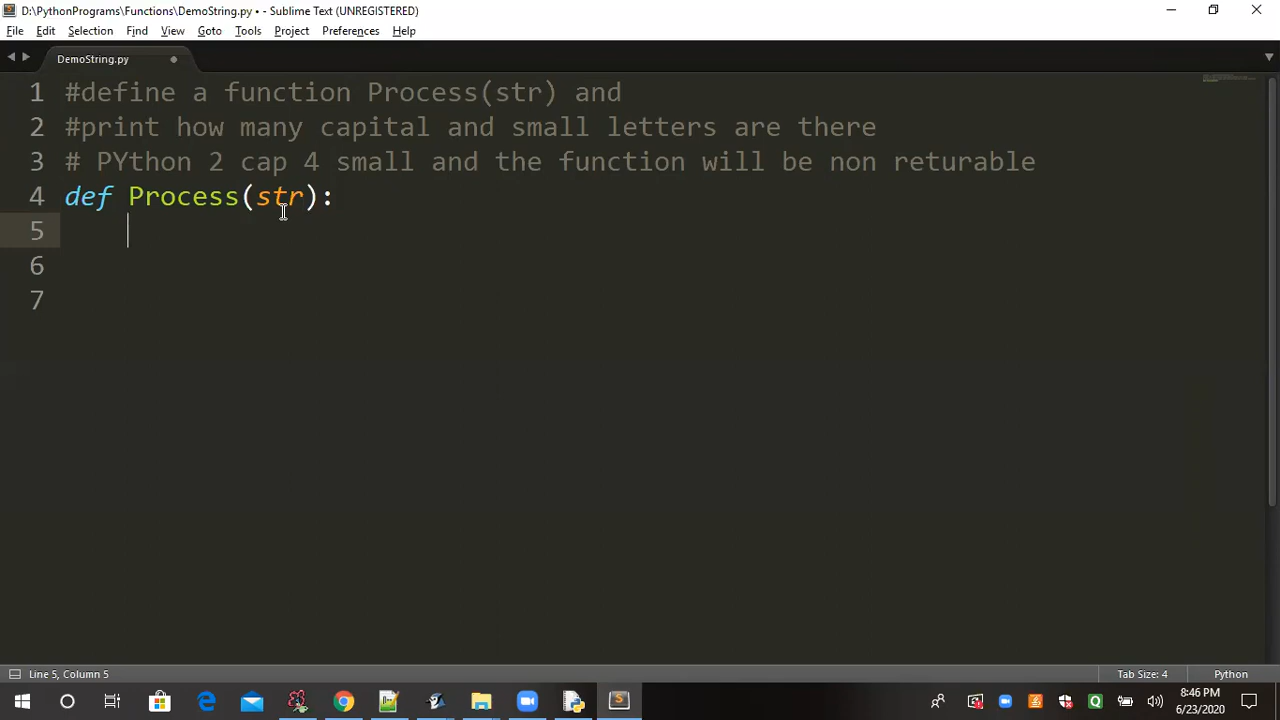 D:\PythonPrograms\Functions\DemoString.py • - Sublime Text (UNREGISTERED)
File Edit Selection Find View Goto Tools Project Preferences Help
DemoString.py
1 #define a function Process(str) and
2 #print how many capital and small letters are there
3 # PYthon 2 cap 4 small and the function will be non returable
4 def Process(str):
5
6
7
Line 5, Column 5 Tab Size: 4 Python
8:46 PM
6/23/2020